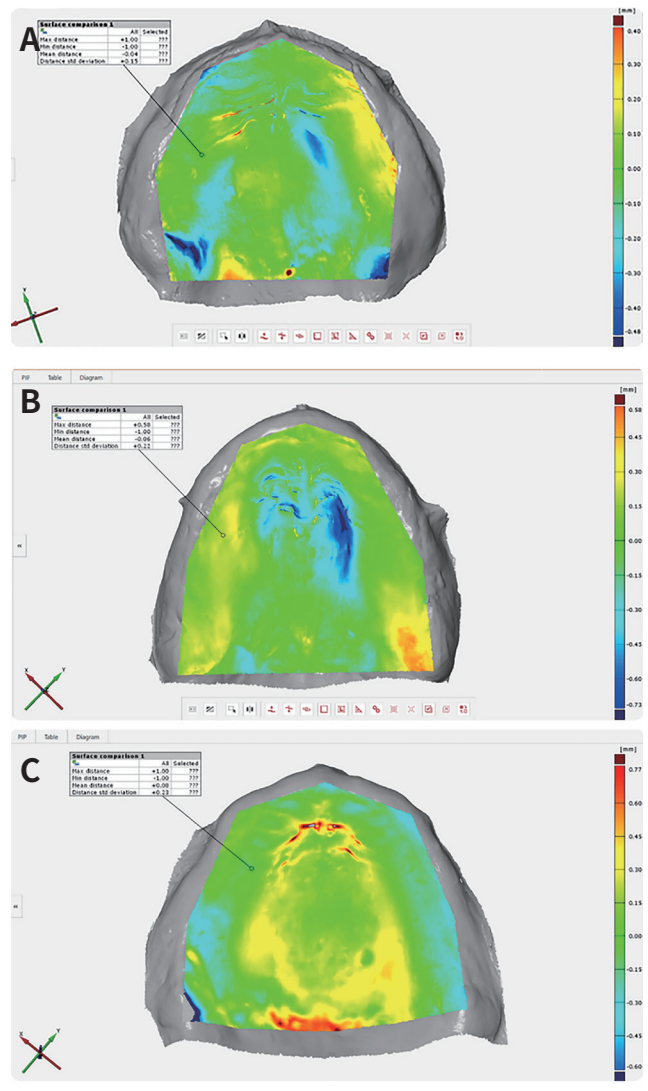 A
Surface comparison 1
All Selected
Max distance +1.00 ???
Min distance -1.00 ???
Mean distance -0.04 ???
Distance std deviation +0.15 ???
[mm]
0.40
0.30
0.20
0.10
0.00
-0.10
-0.20
-0.30
-0.40
-0.48
Y
PIP Table Diagram
B
Surface comparison 1
All Selected
Max distance +0.58 ???
Min distance -1.00 ???
Mean distance -0.06 ???
Distance std deviation +0.22 ???
[mm]
0.58
0.45
0.30
0.15
0.00
-0.15
-0.30
-0.45
-0.60
-0.73
«
X Y
PIP Table Diagram
C
Surface comparison 1
All Selected
Max distance +1.00 ???
Min distance -1.00 ???
Mean distance +0.08 ???
Distance std deviation +0.23 ???
[mm]
0.77
0.60
0.45
0.30
0.15
0.00
-0.15
-0.30
-0.45
-0.60
«
X Y